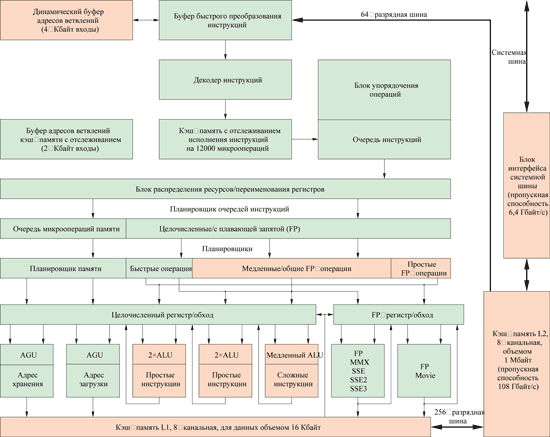 Динамический буфер
адресов ветвлений
(4□Кбайт входы)
Буфер быстрого преобразования
инструкций
64□разрядная шина
Системная
шина
Декодер инструкций
Блок упорядочения
операций
Буфер адресов ветвлений
кэш□памяти с отслеживанием
(2□Кбайт входы)
Кэш□память с отслеживанием
исполнения инструкций
на 12000 микроопераций
Очередь инструкций
Блок
интерфейса
системной
шины
(пропускная
способность
6,4 Гбайт/с)
Блок распределения ресурсов/переименования регистров
Планировщик очередей инструкций
Очередь микроопераций памяти
Целочисленные/с плавающей запятой (FP)
Планировщики
Планировщик памяти
Быстрые операции
Медленные/общие FP□операции
Простые
FP□операции
Целочисленный регистр/обход
FP□регистр/обход
AGU
Адрес
хранения
AGU
Адрес
загрузки
2×ALU
Простые
инструкции
2×ALU
Простые
инструкции
Медленный ALU
Сложные
инструкции
FP
MMX
SSE
SSE2
SSE3
FP
Movie
Кэш□память L2,
8□канальная,
объемом
1 Мбайт
(пропускная
способность
108 Гбайт/с)
Кэш□память L1, 8□канальная, для данных объемом 16 Кбайт
256□разрядная
шина